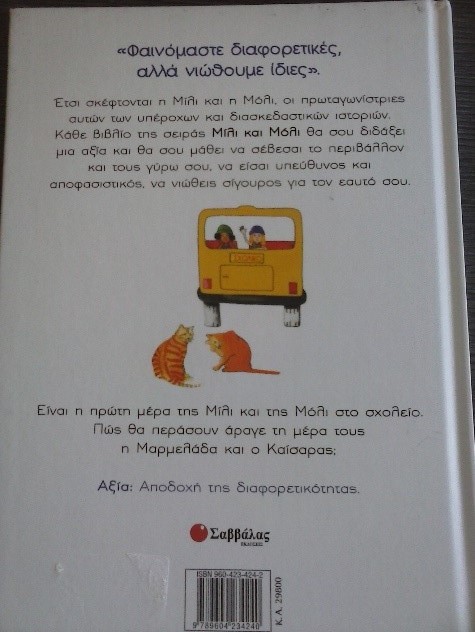 «Φαινόμαστε διαφορετικές,
αλλά νιώθουμε ίδιες».
Έτσι σκέφτονται η Μίλι και η Μόλι, οι πρωταγωνίστριες
αυτών των υπέροχων και διασκεδαστικών ιστοριών.
Κάθε βιβλίο της σειράς Μίλι και Μόλι θα σου διδάξει
μια αξία και θα σου μάθει να σέβεσαι το περιβάλλον
και τους γύρω σου, να είσαι υπεύθυνος και
αποφασιστικός, να νιώθεις σίγουρος για τον εαυτό σου.
ΣΧΟΛΙΚΟ
Είναι η πρώτη μέρα της Μίλι και της Μόλι στο σχολείο.
Πώς θα περάσουν άραγε τη μέρα τους
η Μαρμελάδα και ο Καίσαρας;
Αξία: Αποδοχή της διαφορετικότητας.
Σαββάλας
ΕΚΔΟΣΕΙΣ
ISBN 960-423-424-2
9 789604 234240
Κ.Α. 29800